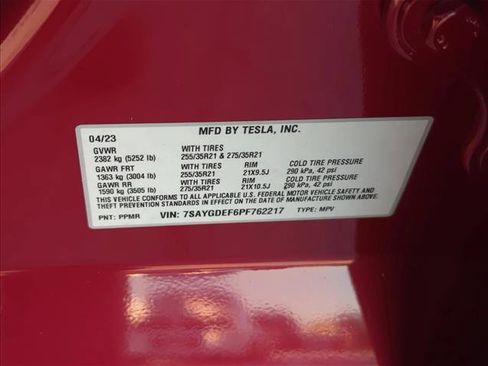 04/23 MFD BY TESLA, INC.
GVWR WITH TIRES
2382 kg (5252 lb) 255/35R21 & 275/35R21
GAWR FRT WITH TIRES RIM COLD TIRE PRESSURE
1363 kg (3004 lb) 255/35R21 21X9.5J 290 kPa, 42 psi
GAWR RR WITH TIRES RIM COLD TIRE PRESSURE
1590 kg (3505 lb) 275/35R21 21X10.5J 290 kPa, 42 psi
THIS VEHICLE CONFORMS TO ALL APPLICABLE U.S. FEDERAL MOTOR VEHICLE SAFETY AND
THEFT PREVENTION STANDARDS IN EFFECT ON THE DATE OF MANUFACTURE SHOWN ABOVE.
PNT: PPMR VIN: 7SAYGDEF6PF762217 TYPE: MPV